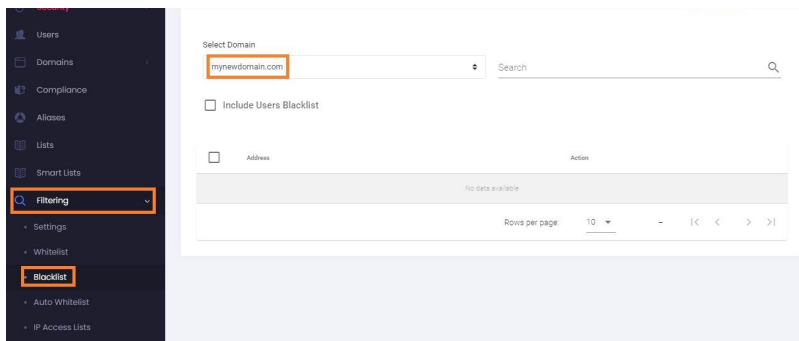 Security
Users
Domains
Compliance
Aliases
Lists
Smart Lists
Filtering
Settings
Whitelist
Blacklist
Auto Whitelist
IP Access Lists
Select Domain
mynewdomain.com Search
Include Users Blacklist
Address Action
No data available
Rows per page: 10 -